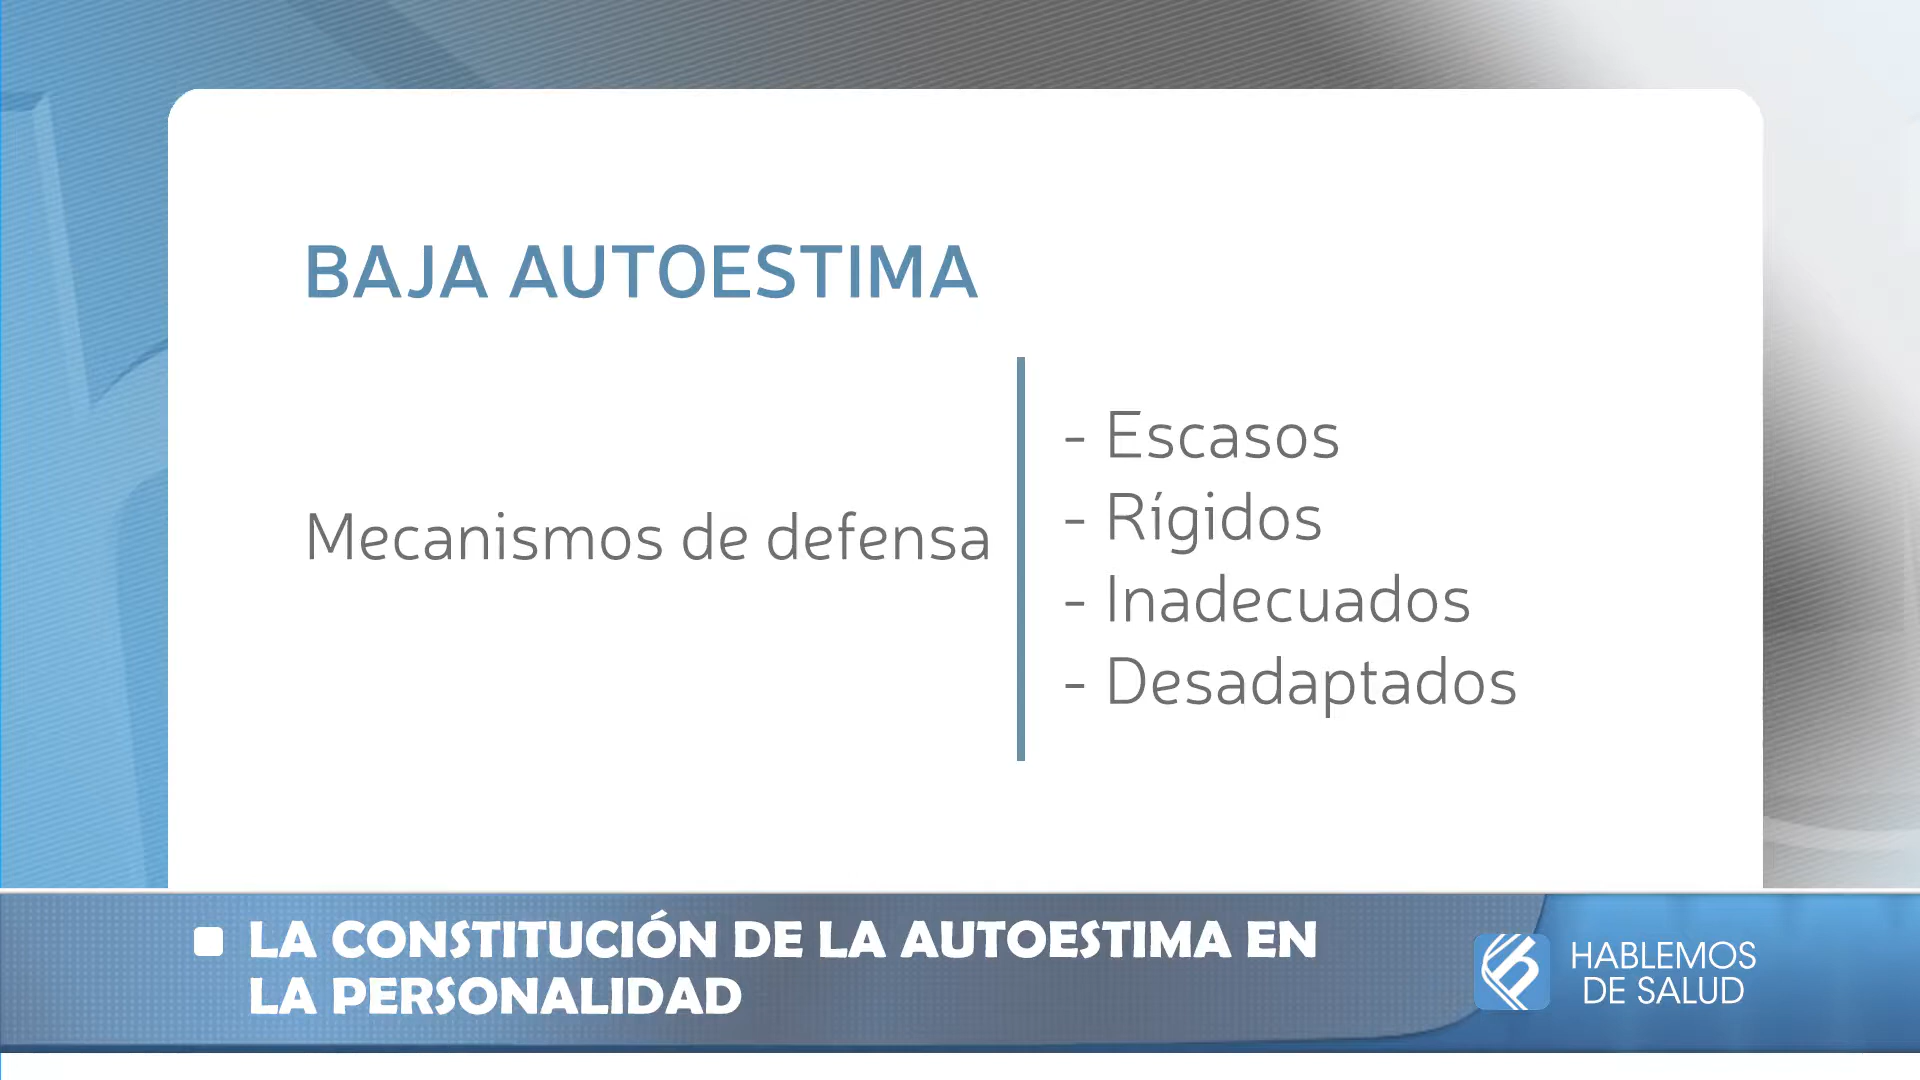 BAJA AUTOESTIMA
Mecanismos de defensa
- Escasos
- Rígidos
- Inadecuados
- Desadaptados
LA CONSTITUCIÓN DE LA AUTOESTIMA EN
LA PERSONALIDAD
HABLEMOS
DE SALUD